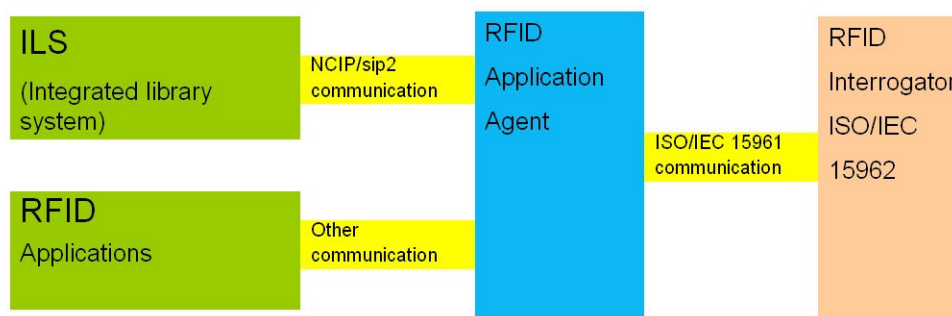 ILS
(Integrated library
system)
NCIP/sip2
communication
RFID
Application
Agent
RFID
Interrogator
ISO/IEC
15962
ISO/IEC 15961
communication
RFID
Applications
Other
communication